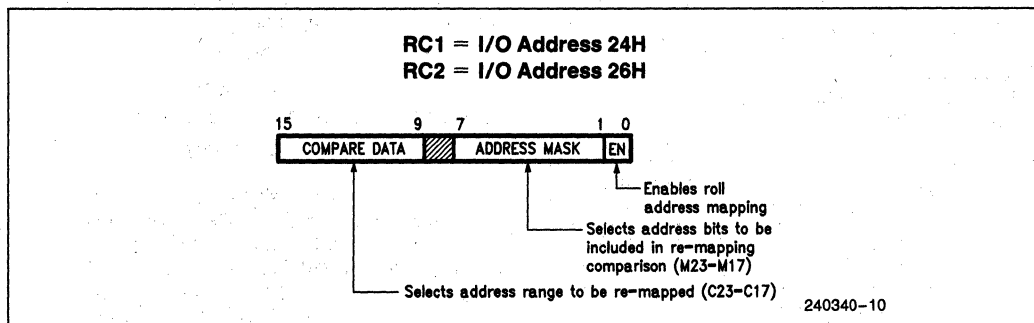 RC1 = I/O Address 24H
RC2 = I/O Address 26H
15 9 7 1 0
COMPARE DATA ADDRESS MASK EN
Enables roll
address mapping
Selects address bits to be
included in re-mapping
comparison (M23-M17)
Selects address range to be re-mapped (C23-C17)
240340-10